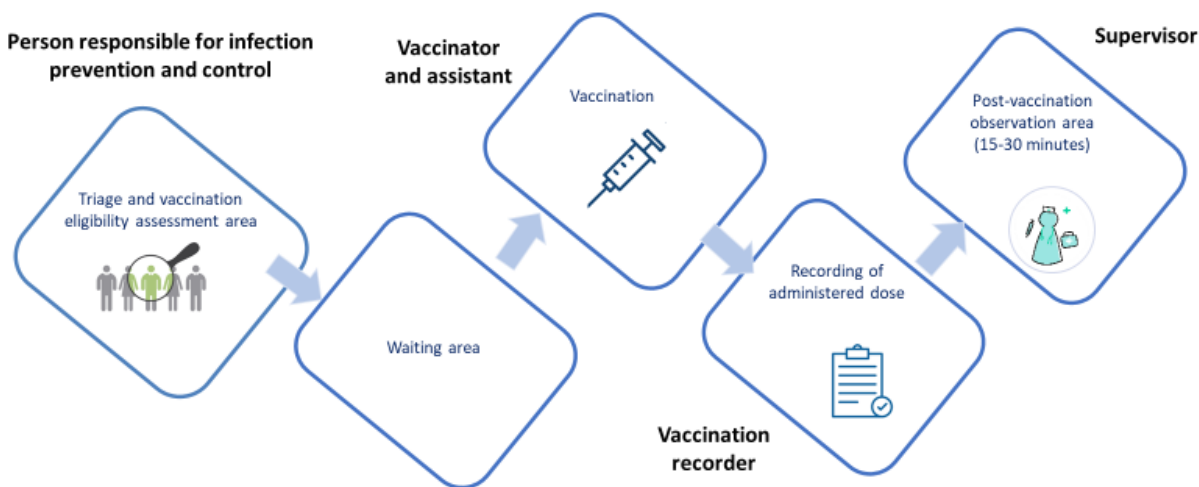 Person responsible for infection
prevention and control
Triage and vaccination
eligibility assessment area
Waiting area
Vaccinator
and assistant
Vaccination
Recording of
administered dose
Vaccination
recorder
Supervisor
Post-vaccination
observation area
(15-30 minutes)